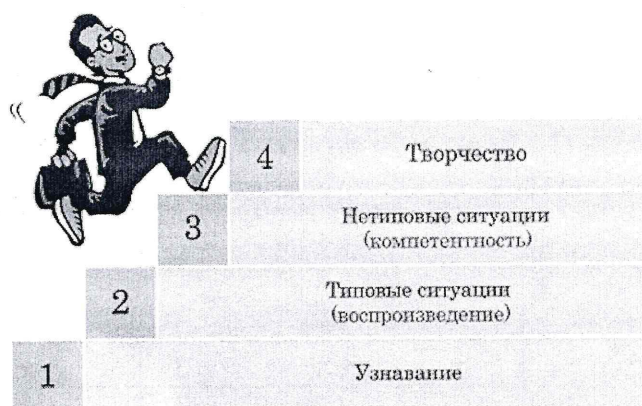 4 Творчество
3 Нетиповые ситуации
(компетентность)
2 Типовые ситуации
(воспроизведение)
1 Узнавание